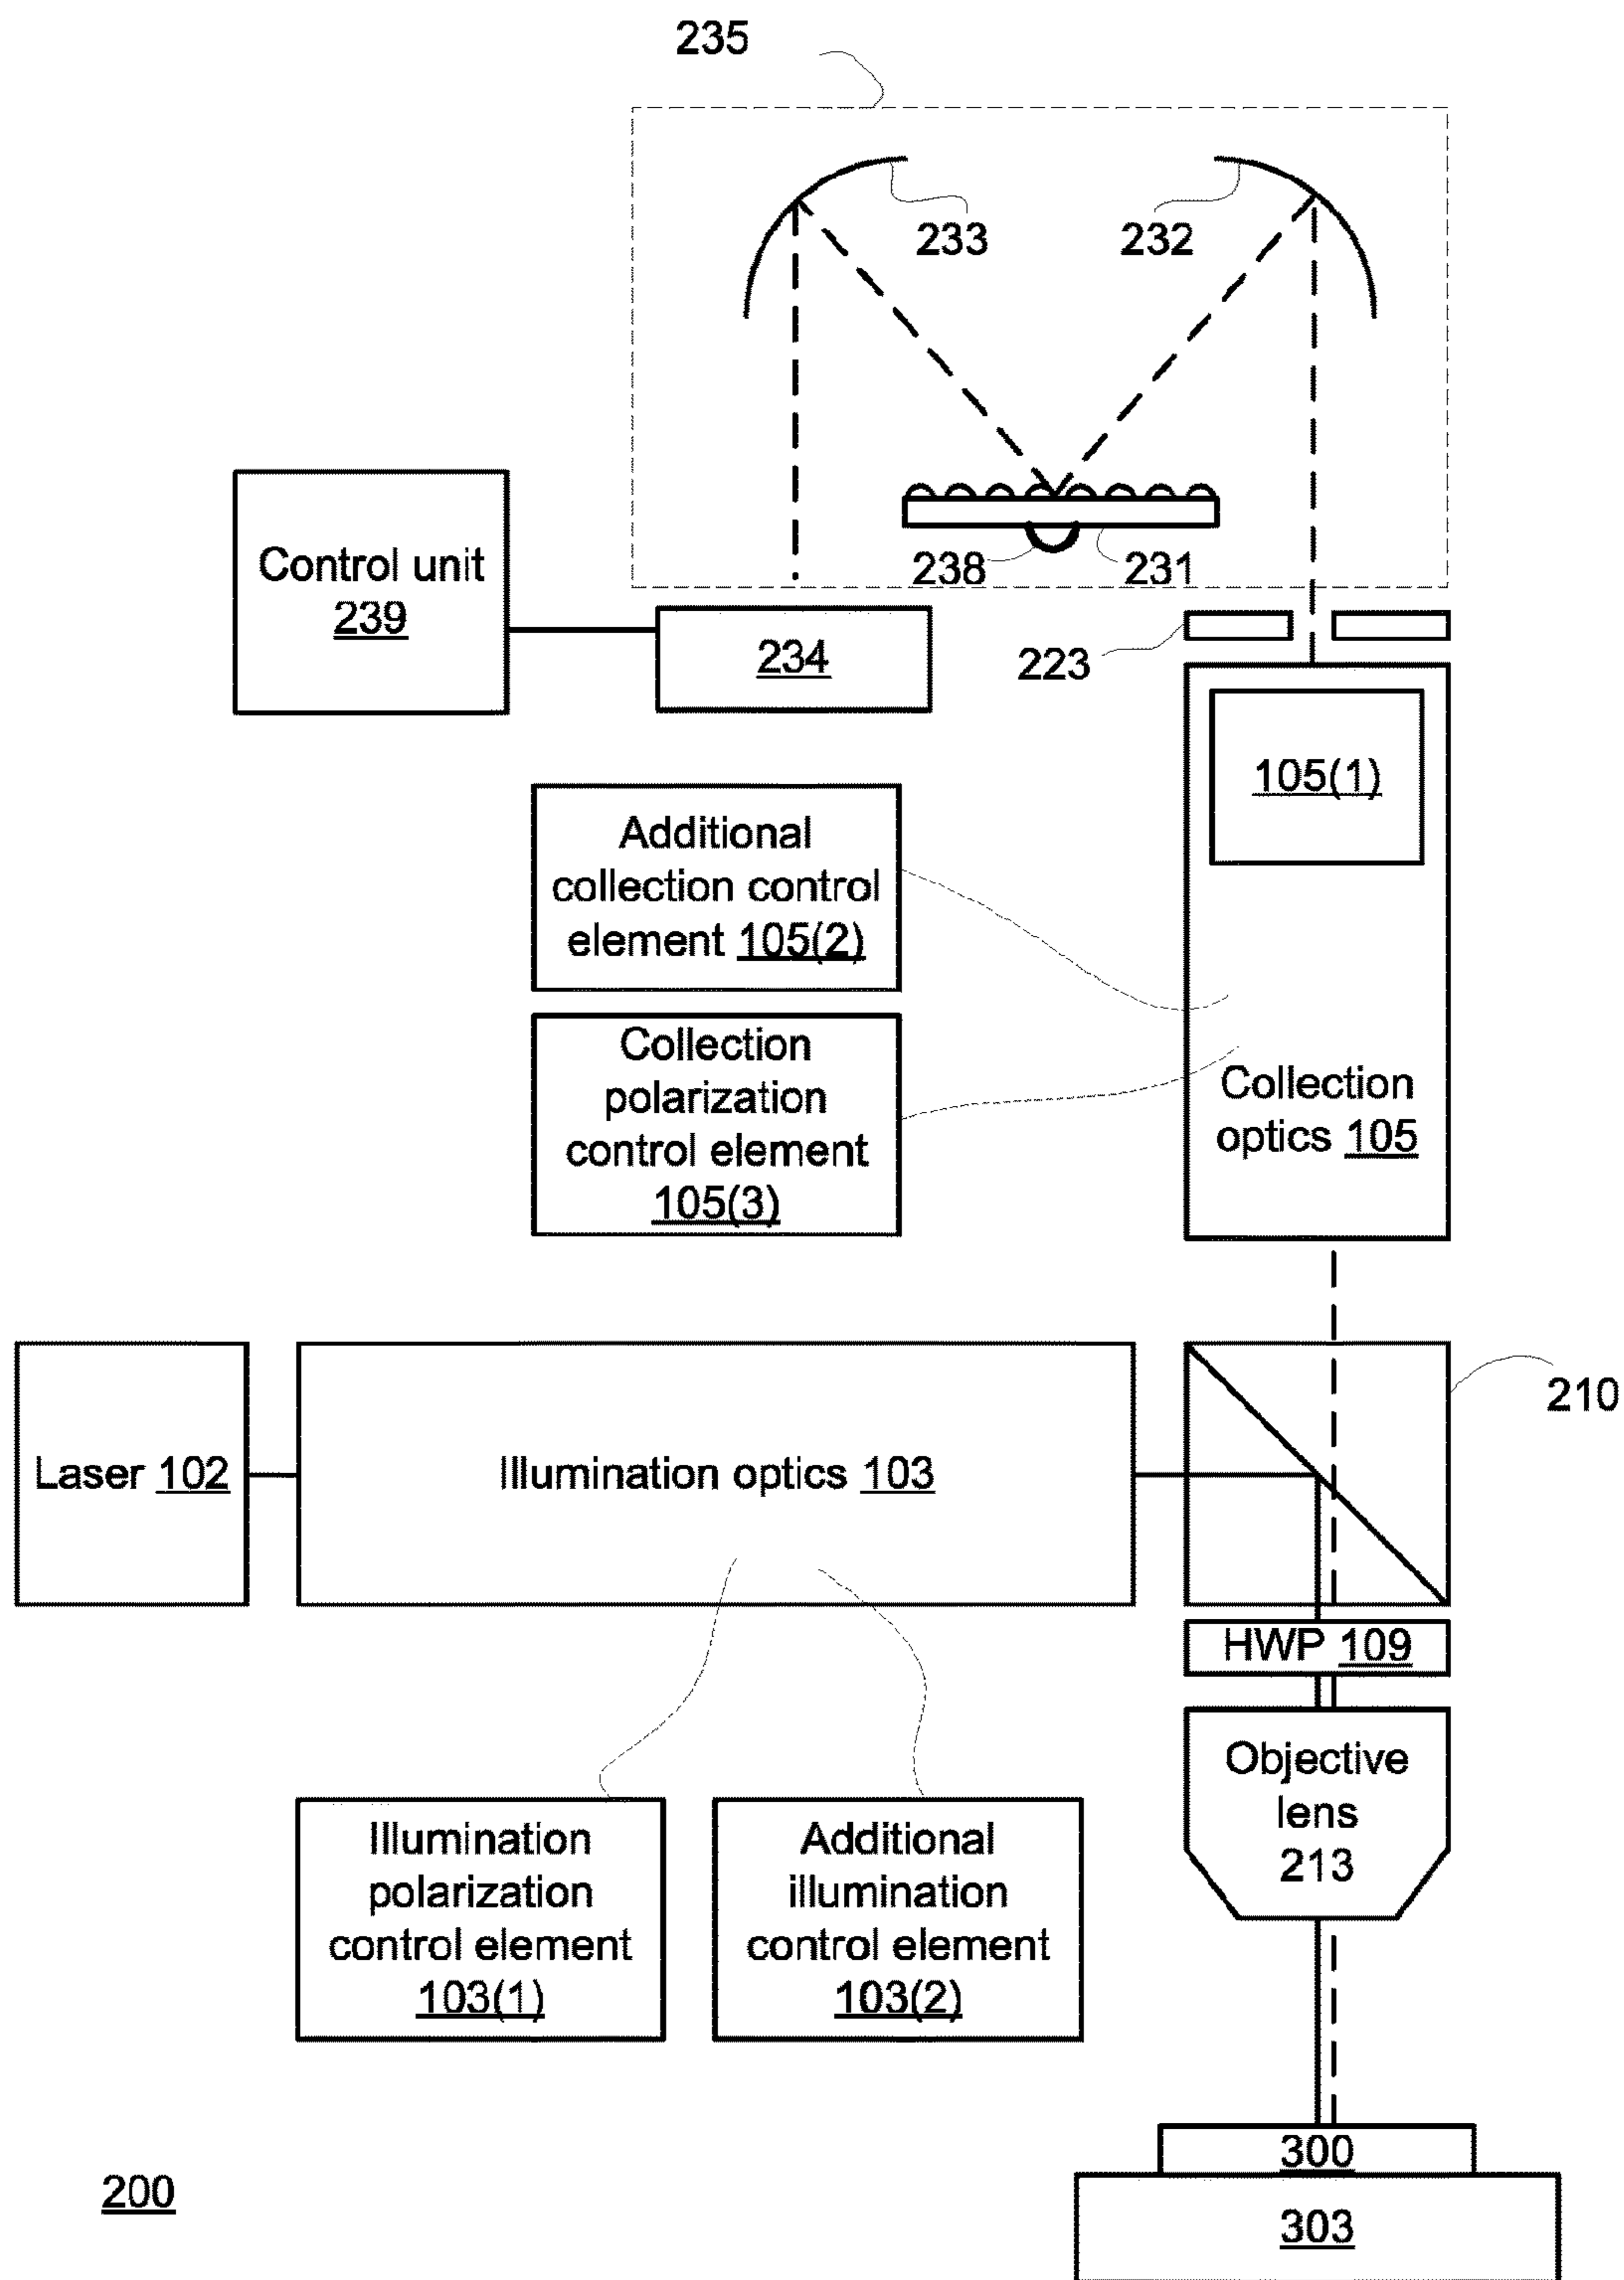 235
233
232
238
231
Control unit
239
234
223
105(1)
Additional
collection control
element 105(2)
Collection
polarization
control element
105(3)
Collection
optics 105
Laser 102
Illumination optics 103
210
HWP 109
Objective
lens
213
Illumination
polarization
control element
103(1)
Additional
illumination
control element
103(2)
300
303
200